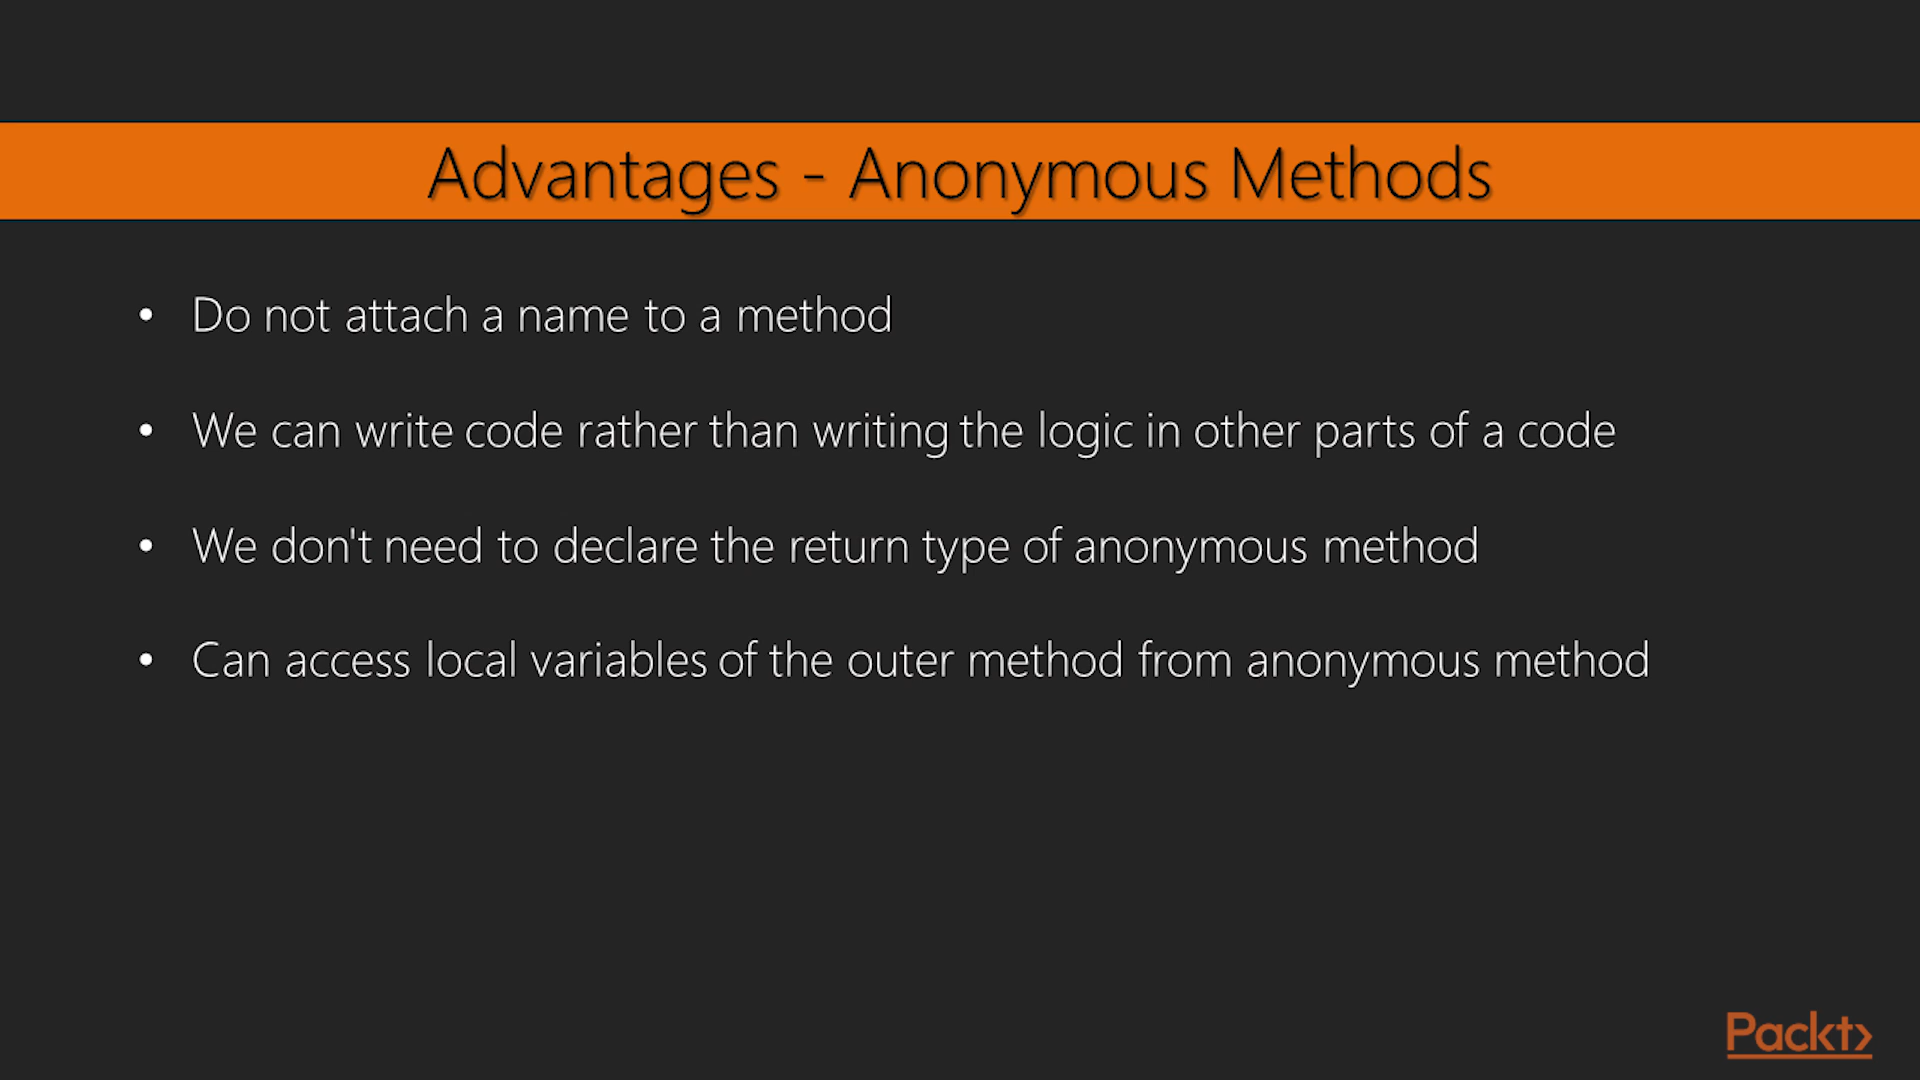 Advantages - Anonymous Methods
• Do not attach a name to a method
• We can write code rather than writing the logic in other parts of a code
• We don't need to declare the return type of anonymous method
• Can access local variables of the outer method from anonymous method
Packt>